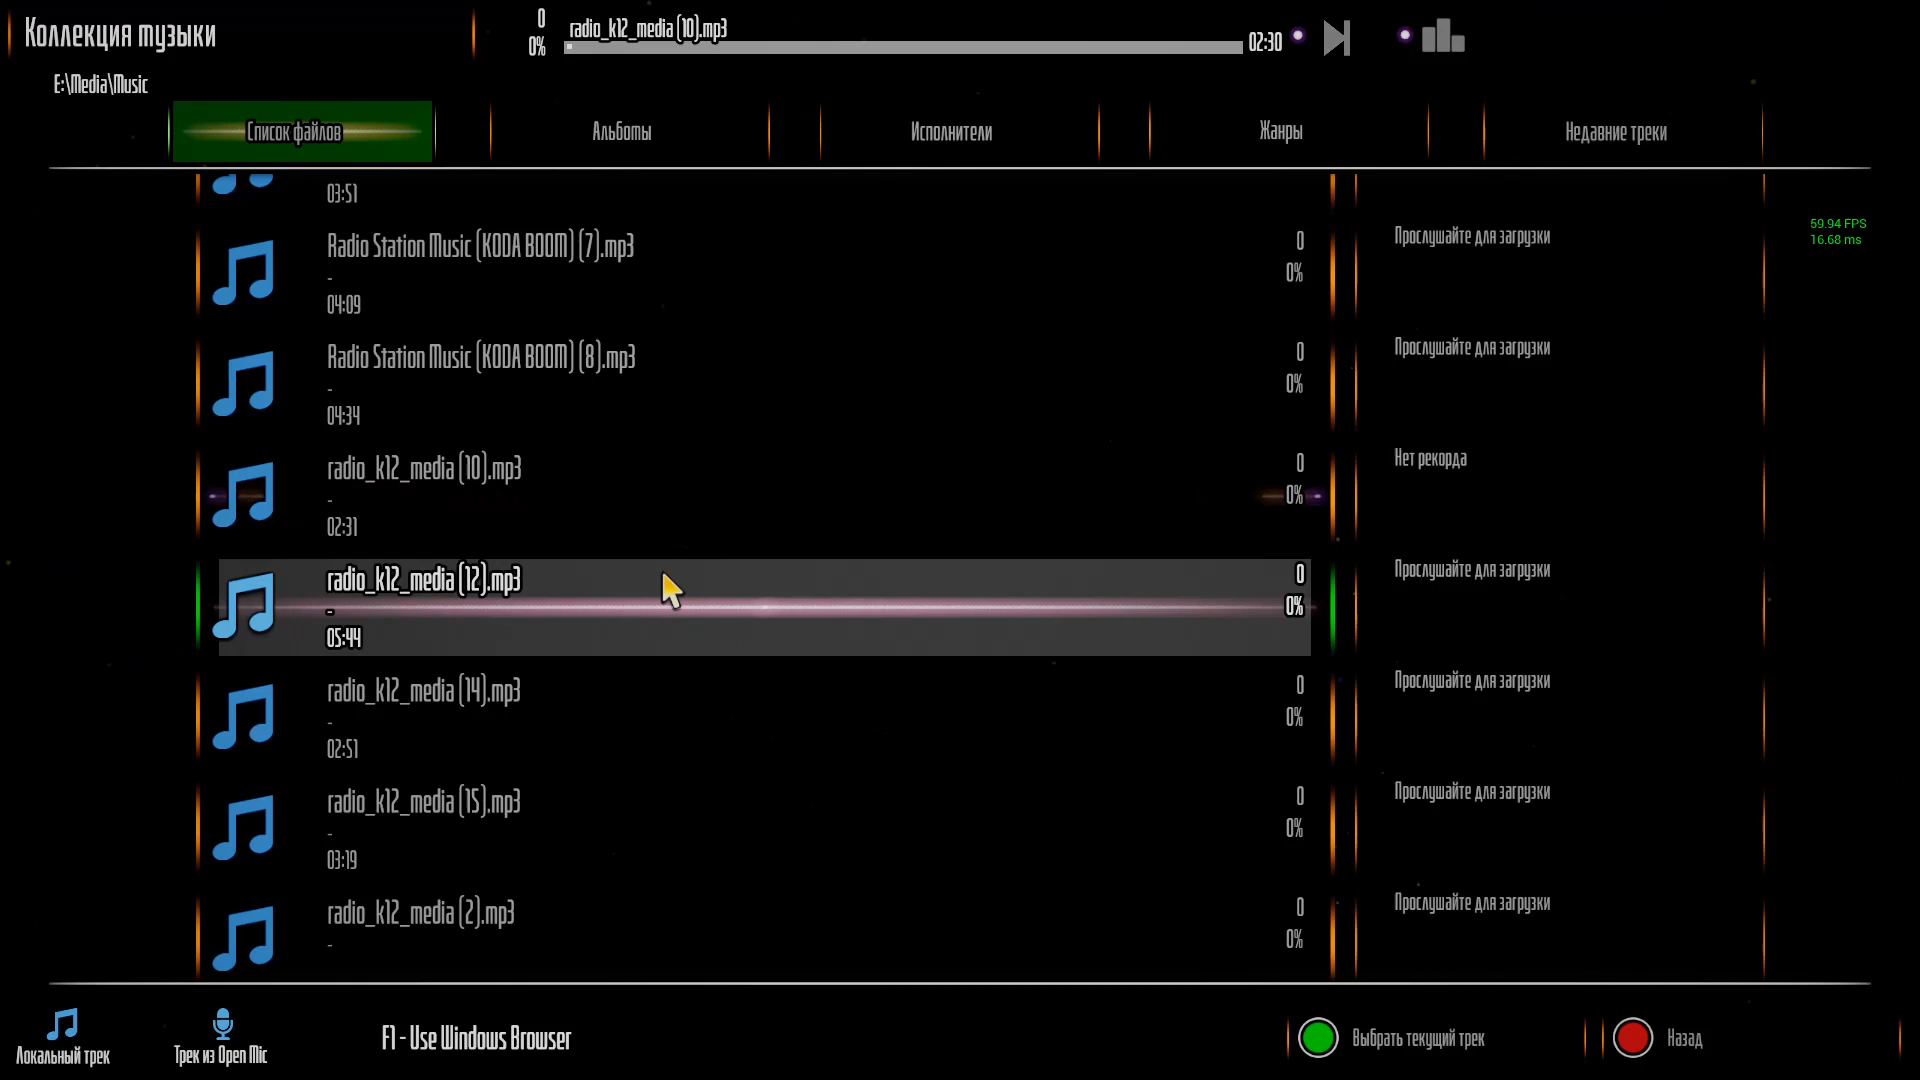 Коллекция музыки
0
0%
radio_k12_media (10).mp3
02:30
E:\Media\Music
Список файлов
Альбомы
Исполнители
Жанры
Недавние треки
03:51
Radio Station Music (KODA BOOM) (7).mp3
-
04:09
0
0%
Прослушайте для загрузки
59.94 FPS
16.68 ms
Radio Station Music (KODA BOOM) (8).mp3
-
04:34
0
0%
Прослушайте для загрузки
radio_k12_media (10).mp3
-
02:31
0
0%
Нет рекорда
radio_k12_media (12).mp3
-
05:44
0
0%
Прослушайте для загрузки
radio_k12_media (14).mp3
-
02:51
0
0%
Прослушайте для загрузки
radio_k12_media (15).mp3
-
03:19
0
0%
Прослушайте для загрузки
radio_k12_media (2).mp3
-
0
0%
Прослушайте для загрузки
Локальный трек
Трек из Open Mic
F1 - Use Windows Browser
Выбрать текущий трек
Назад